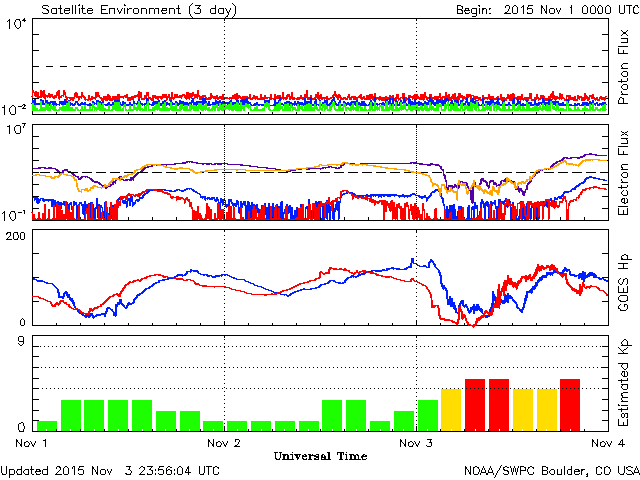 Satellite Environment (3 day) Begin: 2015 Nov 1 0000 UTC
10^4
10^-2
Proton Flux
10^7
10^-1
Electron Flux
200
0
GOES Hp
9
0
Estimated Kp
Nov 1 Nov 2 Nov 3 Nov 4
Universal Time
Updated 2015 Nov 3 23:56:04 UTC NOAA/SWPC Boulder, CO USA